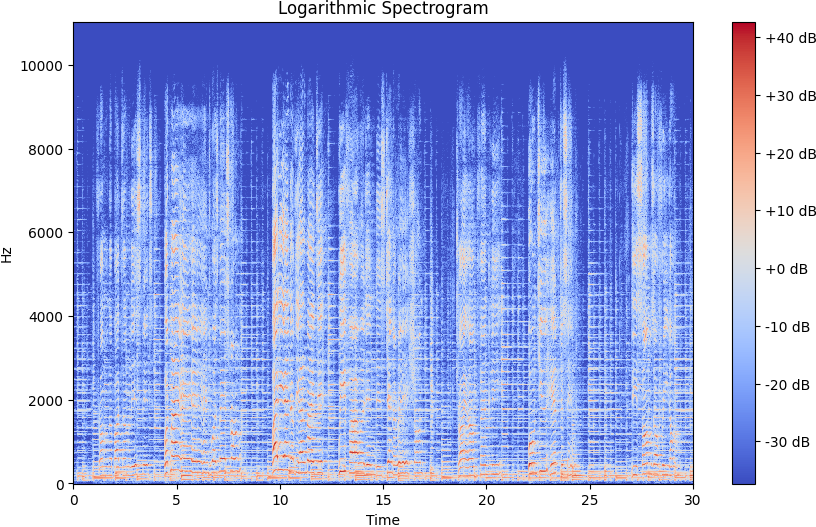 Logarithmic Spectrogram
Hz
10000
8000
6000
4000
2000
0
0 5 10 15 20 25 30
Time
+40 dB
+30 dB
+20 dB
+10 dB
+0 dB
-10 dB
-20 dB
-30 dB